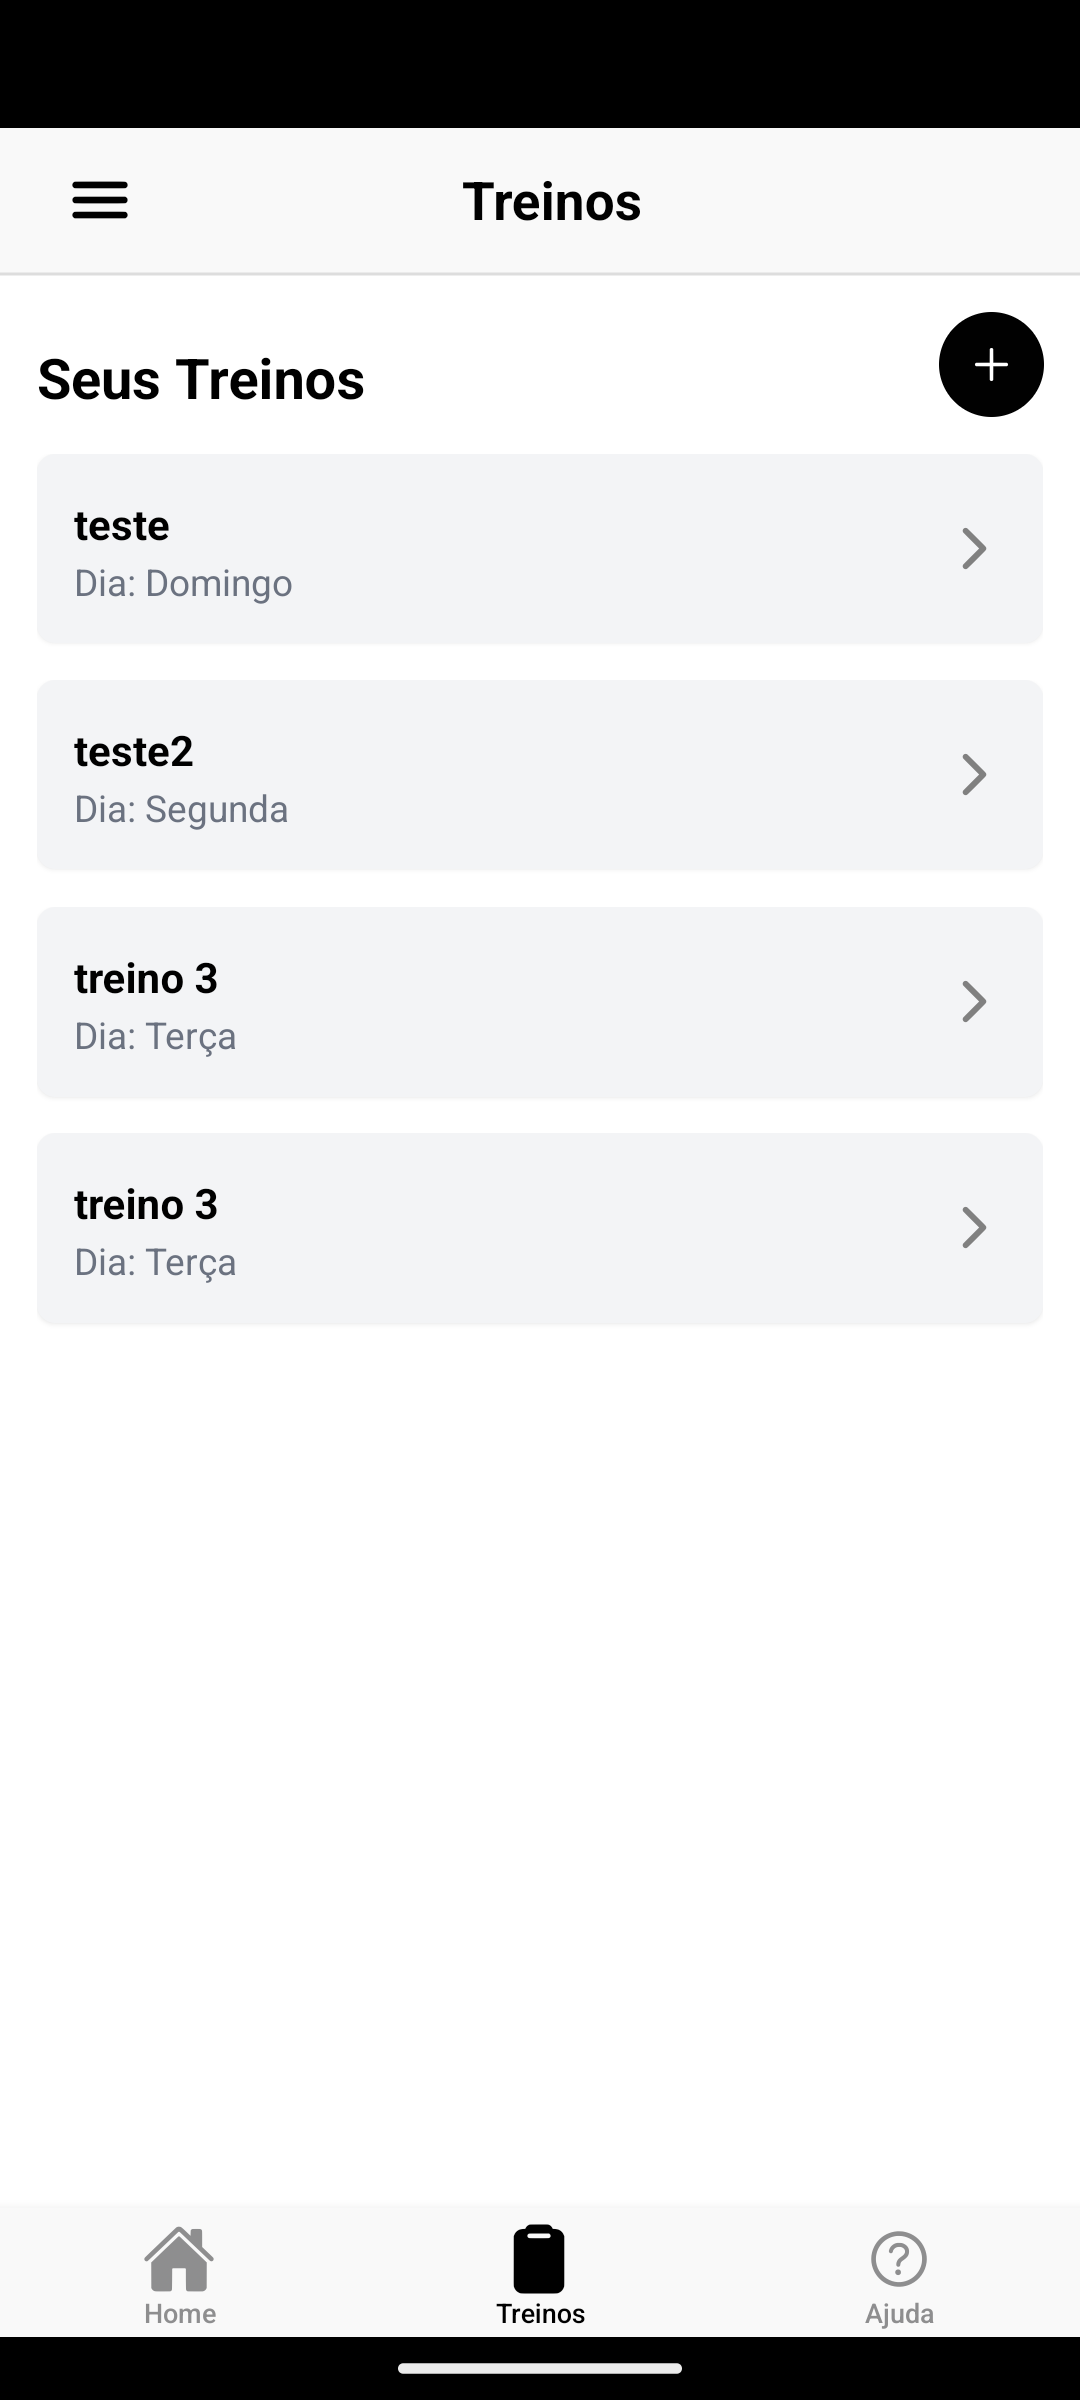 Treinos
Seus Treinos
teste
Dia: Domingo
teste2
Dia: Segunda
treino 3
Dia: Terça
treino 3
Dia: Terça
Home
Treinos
Ajuda